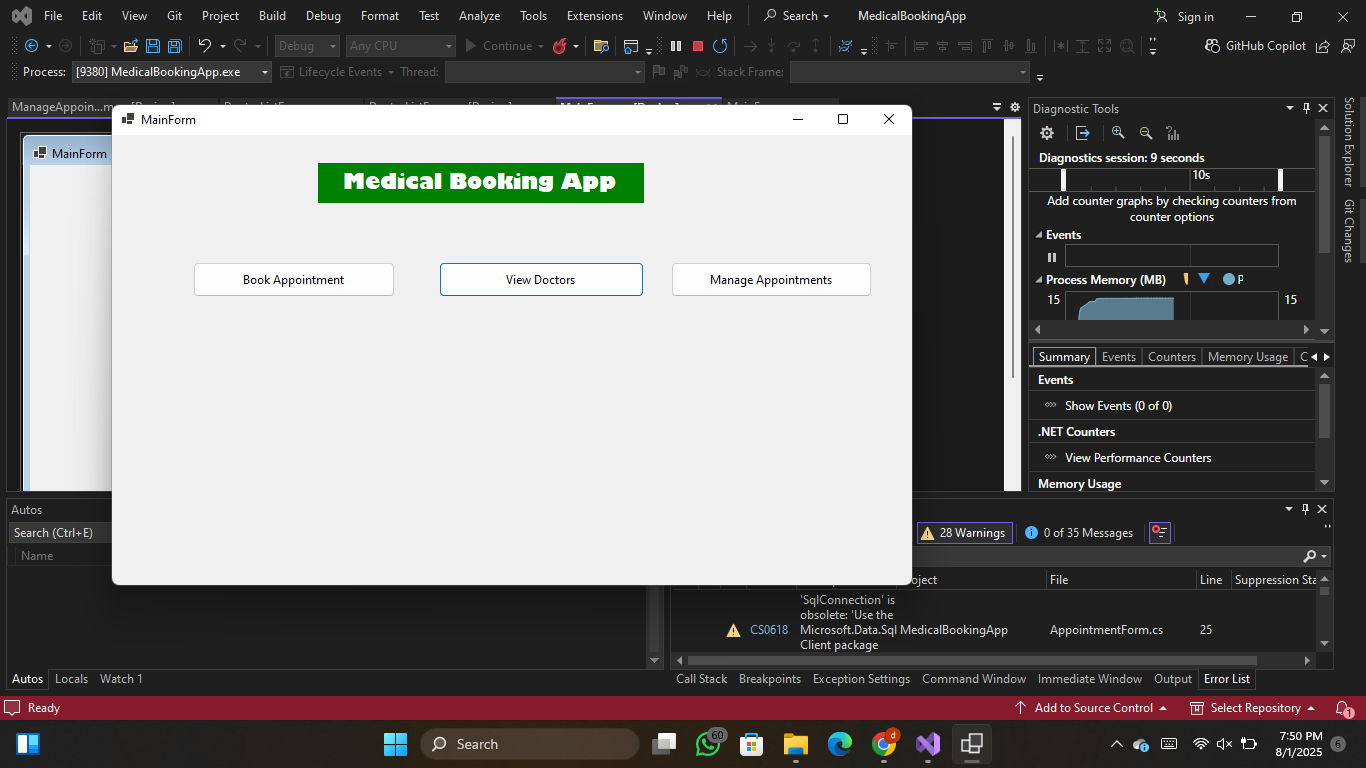 File Edit View Git Project Build Debug Format Test Analyze Tools Extensions Window Help Search MedicalBookingApp Sign in
Debug Any CPU Continue GitHub Copilot
Process: [9380] MedicalBookingApp.exe Lifecycle Events Thread: Stack Frame:
ManageAppoin...m
Diagnostic Tools
MainForm
MainForm
Medical Booking App
Book Appointment View Doctors Manage Appointments
Diagnostics session: 9 seconds
10s
Add counter graphs by checking counters from
counter options
Events
Process Memory (MB) P
15 15
Summary Events Counters Memory Usage C
Events
Show Events (0 of 0)
.NET Counters
View Performance Counters
Memory Usage
Solution Explorer
Git Changes
Autos
Search (Ctrl+E)
Name
28 Warnings 0 of 35 Messages
oject File Line Suppression Sta
'SqlConnection' is
obsolete: 'Use the
CS0618 Microsoft.Data.Sql MedicalBookingApp AppointmentForm.cs 25
Client package
Autos Locals Watch 1
Call Stack Breakpoints Exception Settings Command Window Immediate Window Output Error List
Ready Add to Source Control Select Repository 1
Search 60 d 7:50 PM 6
8/1/2025